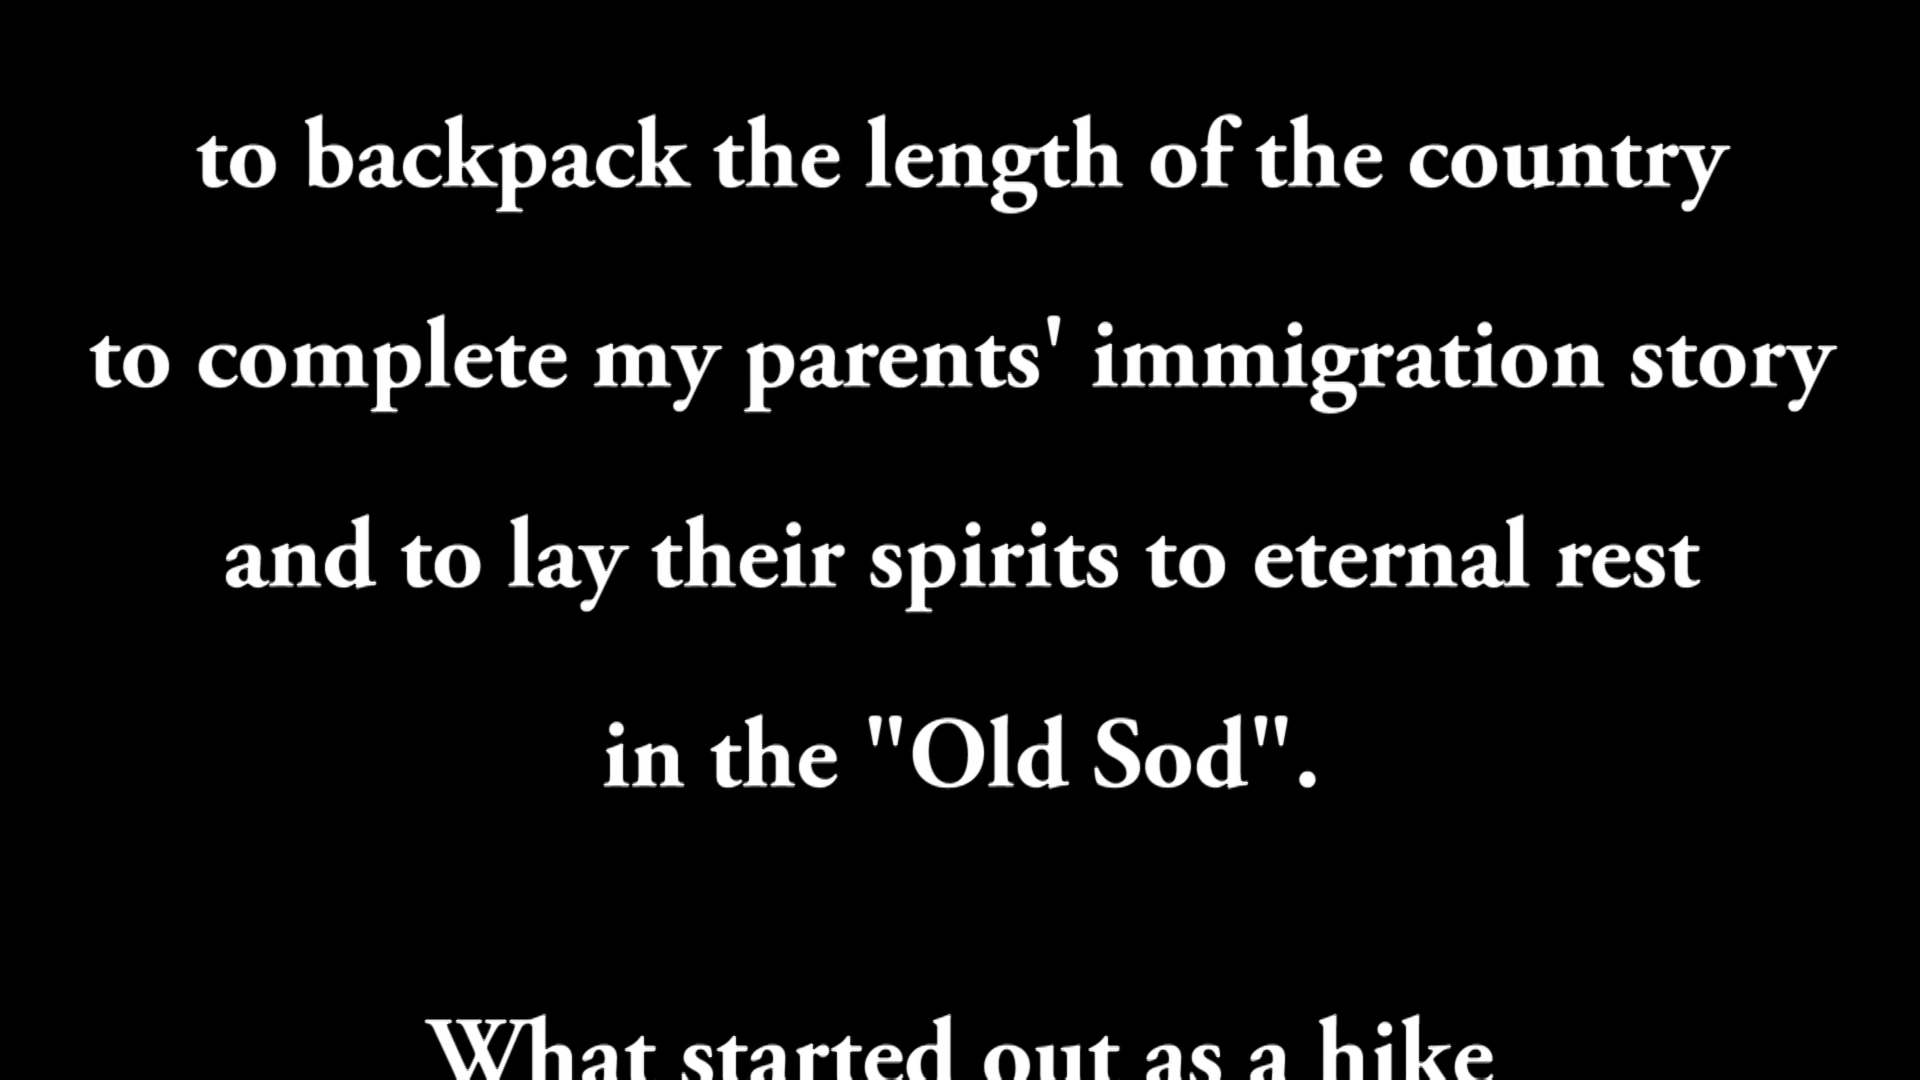 to backpack the length of the country
to complete my parents' immigration story
and to lay their spirits to eternal rest
in the "Old Sod".
What started out as a hike